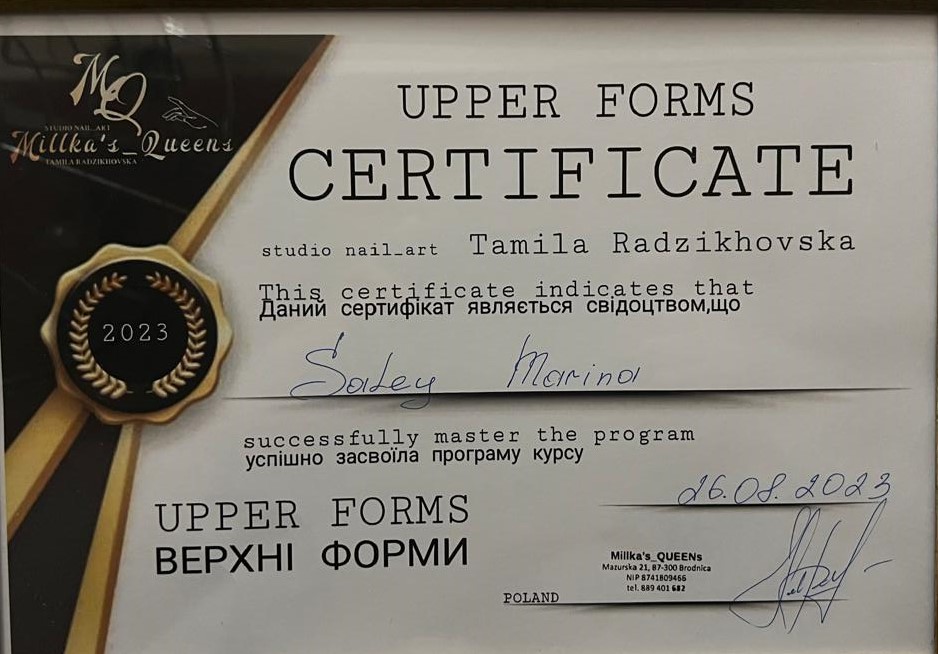 MQ
STUDIO NAIL_ART
Millka's_Queens
TAMILA RADZIKHOVSKA
UPPER FORMS
CERTIFICATE
studio nail_art Tamila Radzikhovska
This certificate indicates that
Даний сертифікат являється свідоцтвом,що
2023
Marina
successfully master the program
успішно засвоїла програму курсу
26.08.2023
UPPER FORMS
ВЕРХНІ ФОРМИ
Millka's_QUEENs
Mazurska 21, 87-300 Brodnica
NIP 8741809466
tel. 889 401 682
POLAND